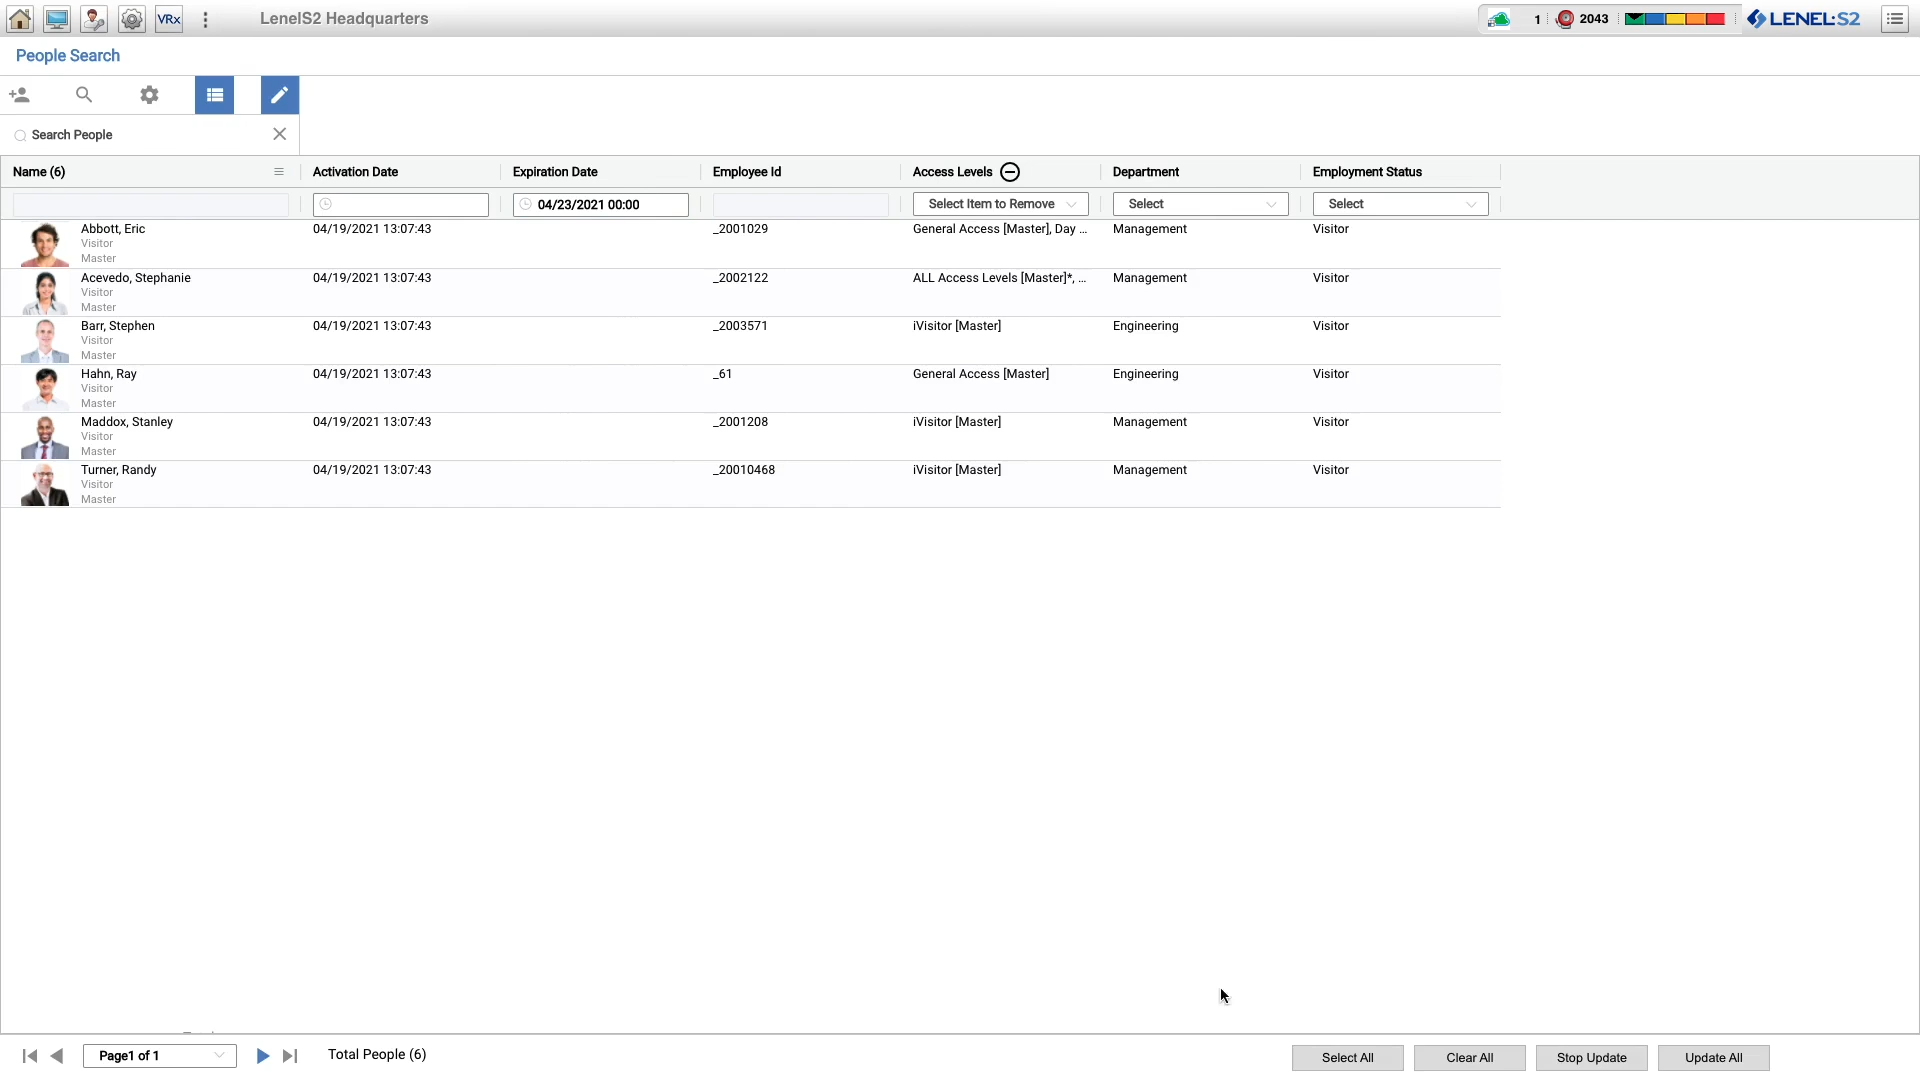 VRx
LenelS2 Headquarters
1
2043
LENEL·S2
People Search
Search People
Name (6)
Activation Date
Expiration Date
Employee Id
Access Levels
Department
Employment Status
04/23/2021 00:00
Select Item to Remove
Select
Select
Abbott, Eric
Visitor
Master
04/19/2021 13:07:43
_2001029
General Access [Master], Day ...
Management
Visitor
Acevedo, Stephanie
Visitor
Master
04/19/2021 13:07:43
_2002122
ALL Access Levels [Master]*, ...
Management
Visitor
Barr, Stephen
Visitor
Master
04/19/2021 13:07:43
_2003571
iVisitor [Master]
Engineering
Visitor
Hahn, Ray
Visitor
Master
04/19/2021 13:07:43
_61
General Access [Master]
Engineering
Visitor
Maddox, Stanley
Visitor
Master
04/19/2021 13:07:43
_2001208
iVisitor [Master]
Management
Visitor
Turner, Randy
Visitor
Master
04/19/2021 13:07:43
_20010468
iVisitor [Master]
Management
Visitor
Page1 of 1
Total People (6)
Select All
Clear All
Stop Update
Update All